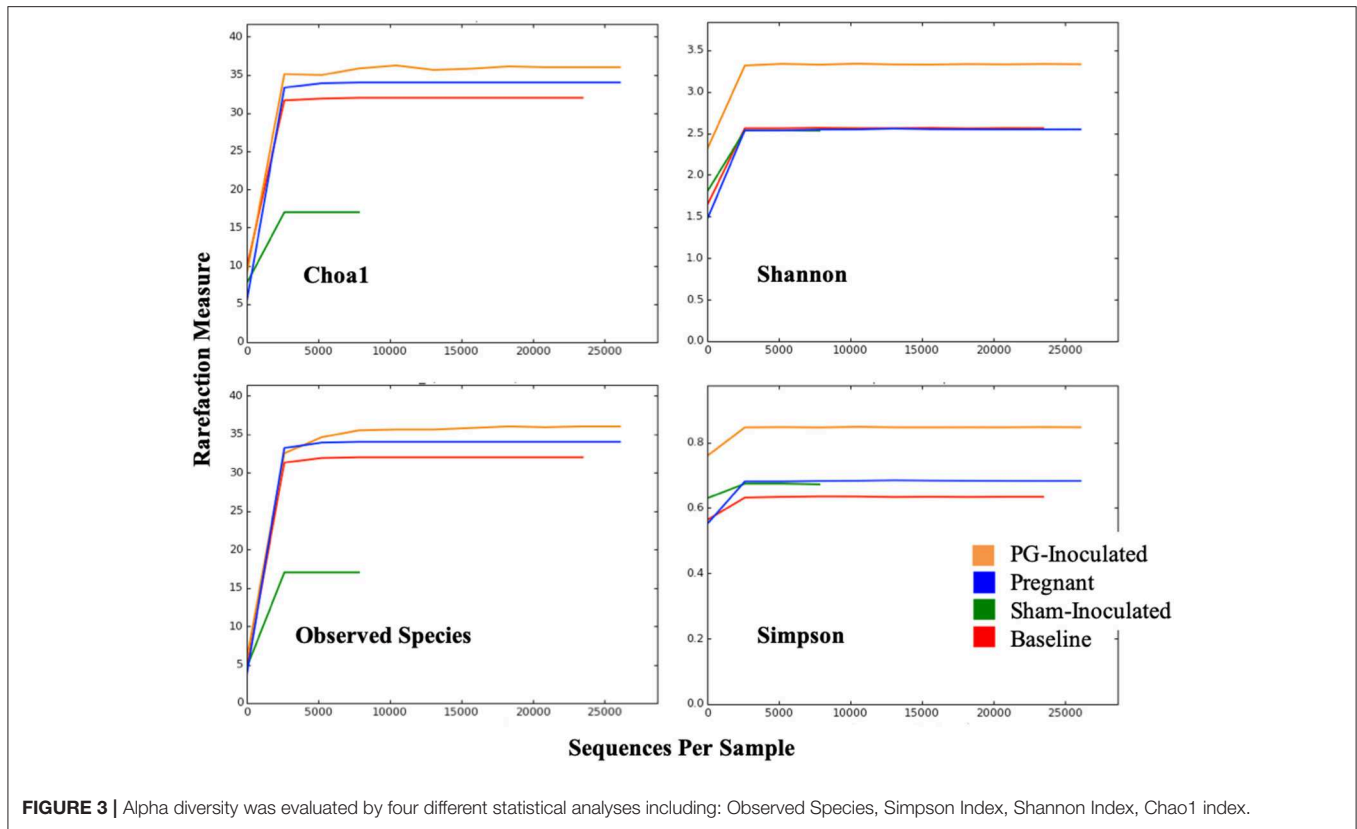 40
35
30
25
20
15
10
5
0
0 5000 10000 15000 20000 25000
Choa1
3.5
3.0
2.5
2.0
1.5
1.0
0.5
0.0
0 5000 10000 15000 20000 25000
Shannon
Rarefaction Measure
40
35
30
25
20
15
10
5
0
0 5000 10000 15000 20000 25000
Observed Species
0.8
0.6
0.4
0.2
0.0
0 5000 10000 15000 20000 25000
Simpson
PG-Inoculated
Pregnant
Sham-Inoculated
Baseline
Sequences Per Sample
FIGURE 3 | Alpha diversity was evaluated by four different statistical analyses including: Observed Species, Simpson Index, Shannon Index, Chao1 index.